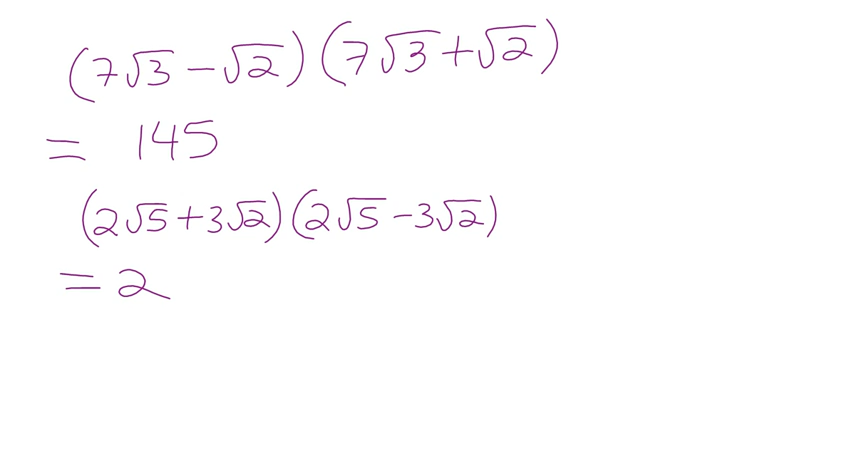 (7√3 − √2) (7√3 + √2)
= 145
(2√5 + 3√2)(2√5 − 3√2)
= 2